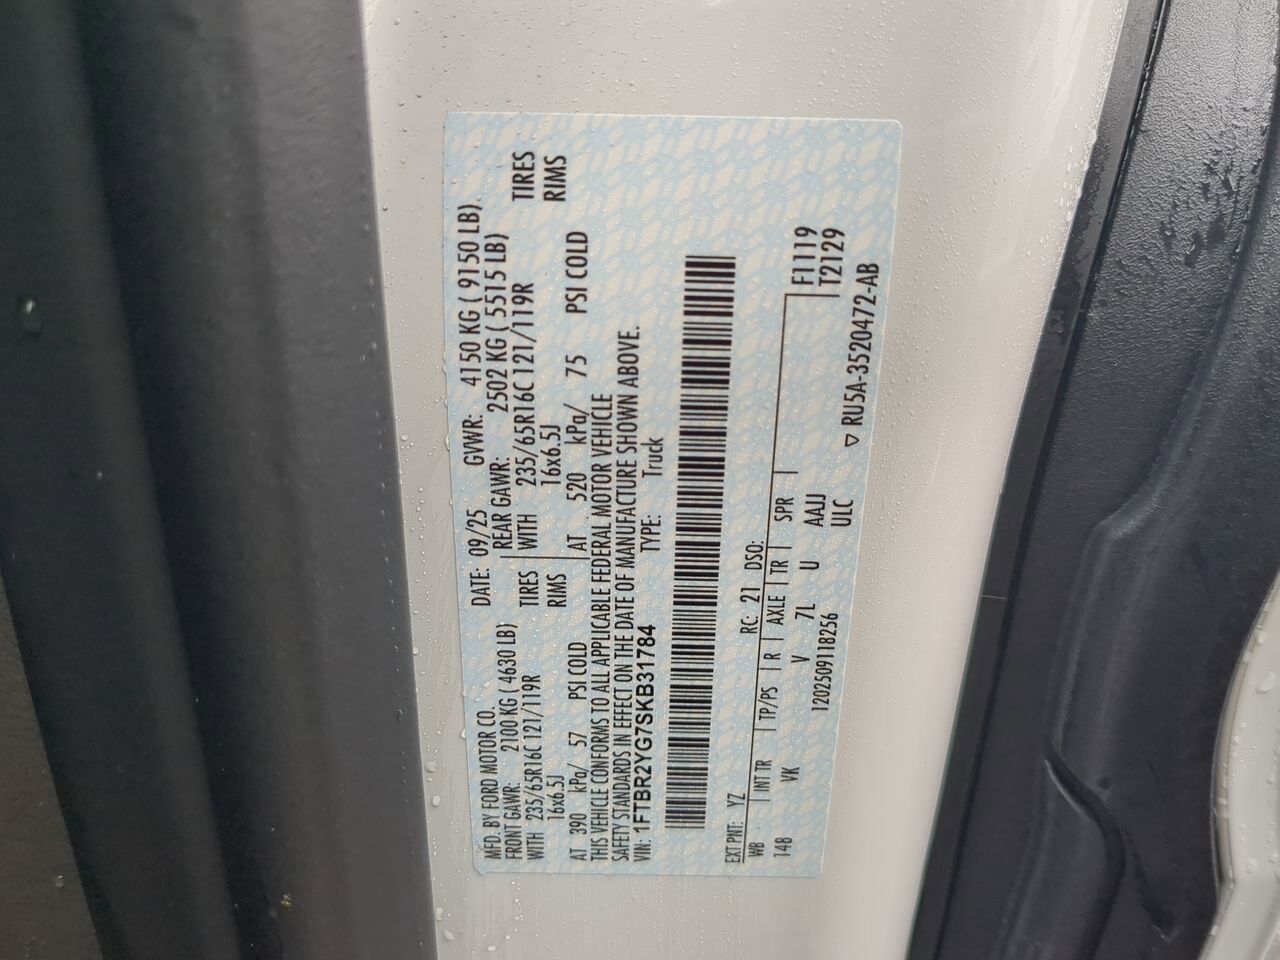 MFD. BY FORD MOTOR CO. DATE: 09/25 GVWR: 4150 KG ( 9150 LB)
FRONT GAWR: 2100 KG ( 4630 LB) REAR GAWR: 2502 KG ( 5515 LB)
WITH 235/65R16C 121/119R TIRES WITH 235/65R16C 121/119R TIRES
16x6.5J RIMS 16x6.5J RIMS
AT 390 kPa/ 57 PSI COLD AT 520 kPa/ 75 PSI COLD
THIS VEHICLE CONFORMS TO ALL APPLICABLE FEDERAL MOTOR VEHICLE
SAFETY STANDARDS IN EFFECT ON THE DATE OF MANUFACTURE SHOWN ABOVE.
VIN: 1FTBR2YG7SKB31784 TYPE: Truck
EXT PNT: YZ RC: 21 DSO:
WB INT TR TP/PS R AXLE TR SPR F1119
148 VK V 7L U AAJJ T2129
1202509118256 ULC ▽ RU5A-3520472-AB